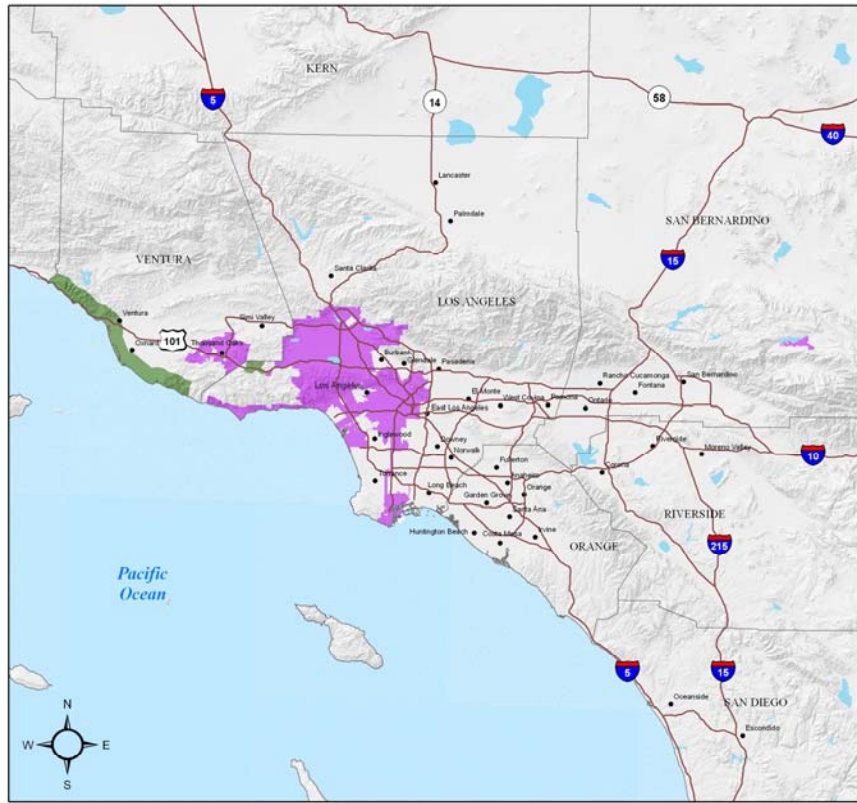 KERN
5
14
58
40
Lancaster
Palmdale
SAN BERNARDINO
15
VENTURA
Santa Clarita
LOS ANGELES
Ventura
Simi Valley
101
Oxnard
Thousand Oaks
Burbank
Glendale
Pasadena
Rancho Cucamonga
San Bernardino
Los Angeles
El Monte
West Covina
Pomona
Ontario
Fontana
East Los Angeles
Inglewood
Downey
Norwalk
Riverside
Moreno Valley
10
Fullerton
Corona
Torrance
Anaheim
Long Beach
Orange
Garden Grove
Santa Ana
RIVERSIDE
Huntington Beach
Costa Mesa
Irvine
ORANGE
215
Pacific
Ocean
5
15
Oceanside
SAN DIEGO
Escondido
N
W
E
S